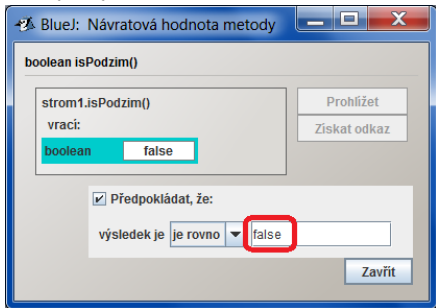 BlueJ: Návratová hodnota metody
boolean isPodzim()
strom1.isPodzim()
vrací:
boolean false
Prohlížet
Získat odkaz
Předpokládat, že:
výsledek je je rovno false
Zavřít